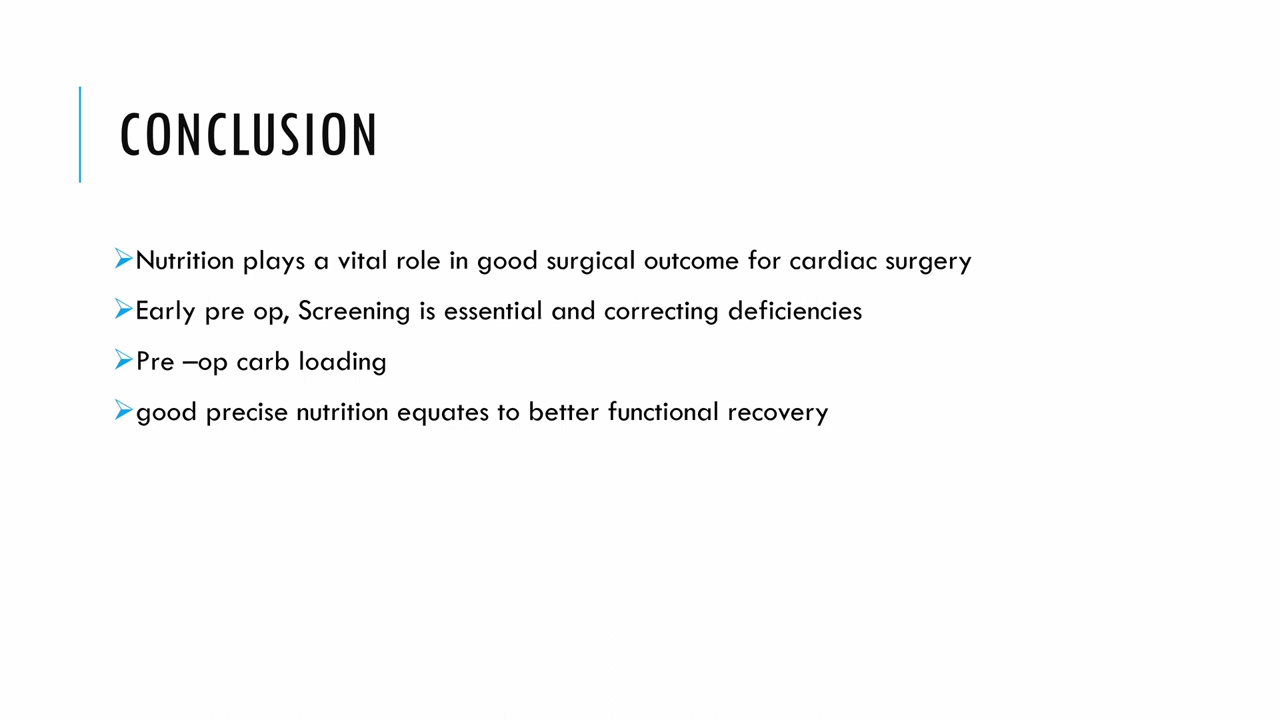 CONCLUSION
➢Nutrition plays a vital role in good surgical outcome for cardiac surgery
➢Early pre op, Screening is essential and correcting deficiencies
➢Pre –op carb loading
➢good precise nutrition equates to better functional recovery